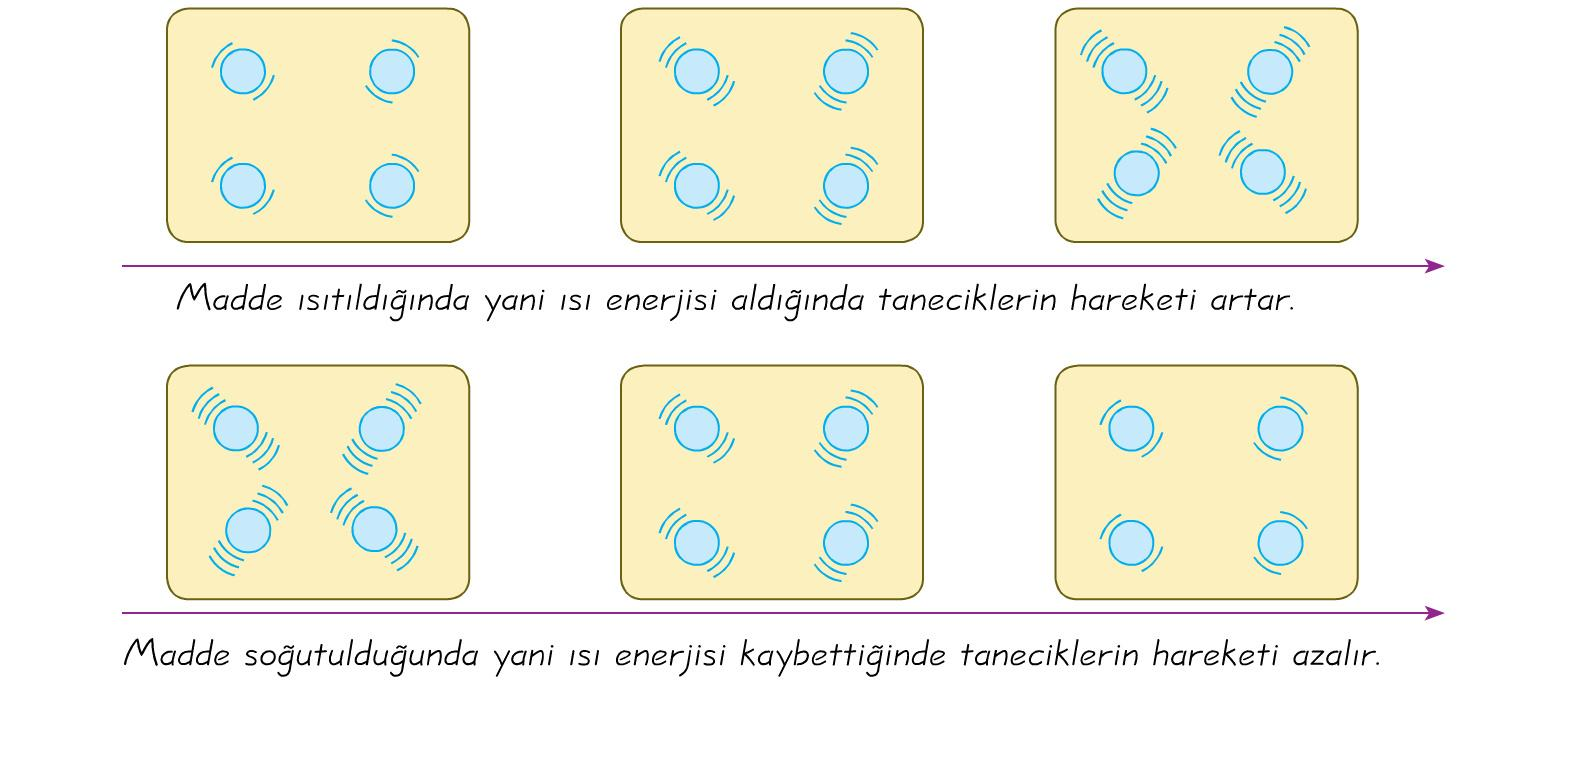 Madde ısıtıldığında yani ısı enerjisi aldığında taneciklerin hareketi artar.
Madde soğutulduğunda yani ısı enerjisi kaybettiğinde taneciklerin hareketi azalır.